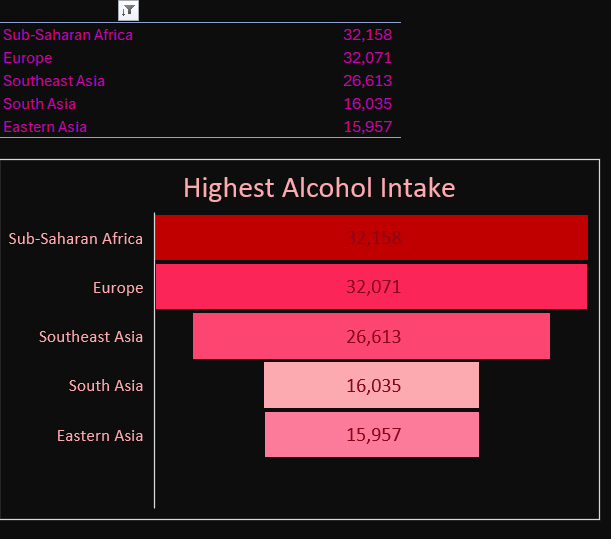 Sub-Saharan Africa 32,158
Europe 32,071
Southeast Asia 26,613
South Asia 16,035
Eastern Asia 15,957
Highest Alcohol Intake
Sub-Saharan Africa 32,158
Europe 32,071
Southeast Asia 26,613
South Asia 16,035
Eastern Asia 15,957